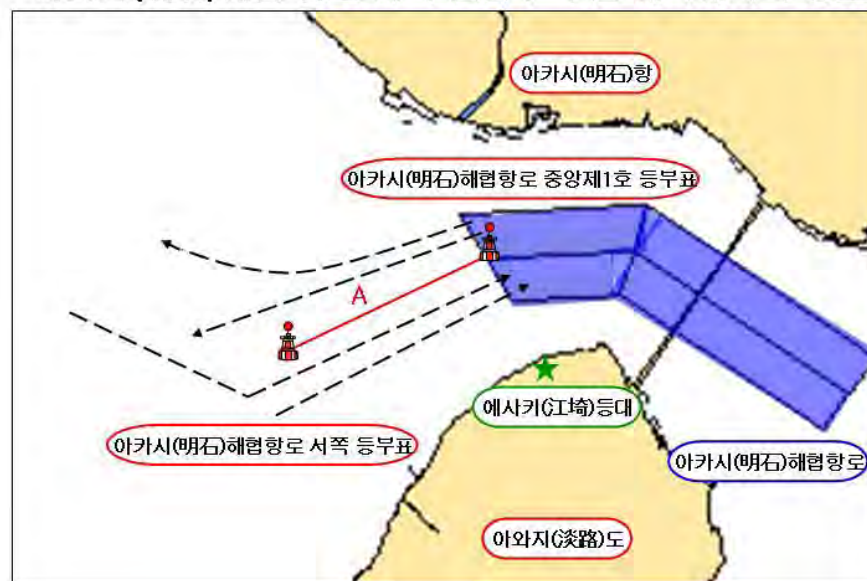 아카시(明石)항
아카시(明石)해협항로 중앙제1호 등부표
A
에사키(江埼)등대
아카시(明石)해협항로 서쪽 등부표
아카시(明石)해협항로
아와지(淡路)도